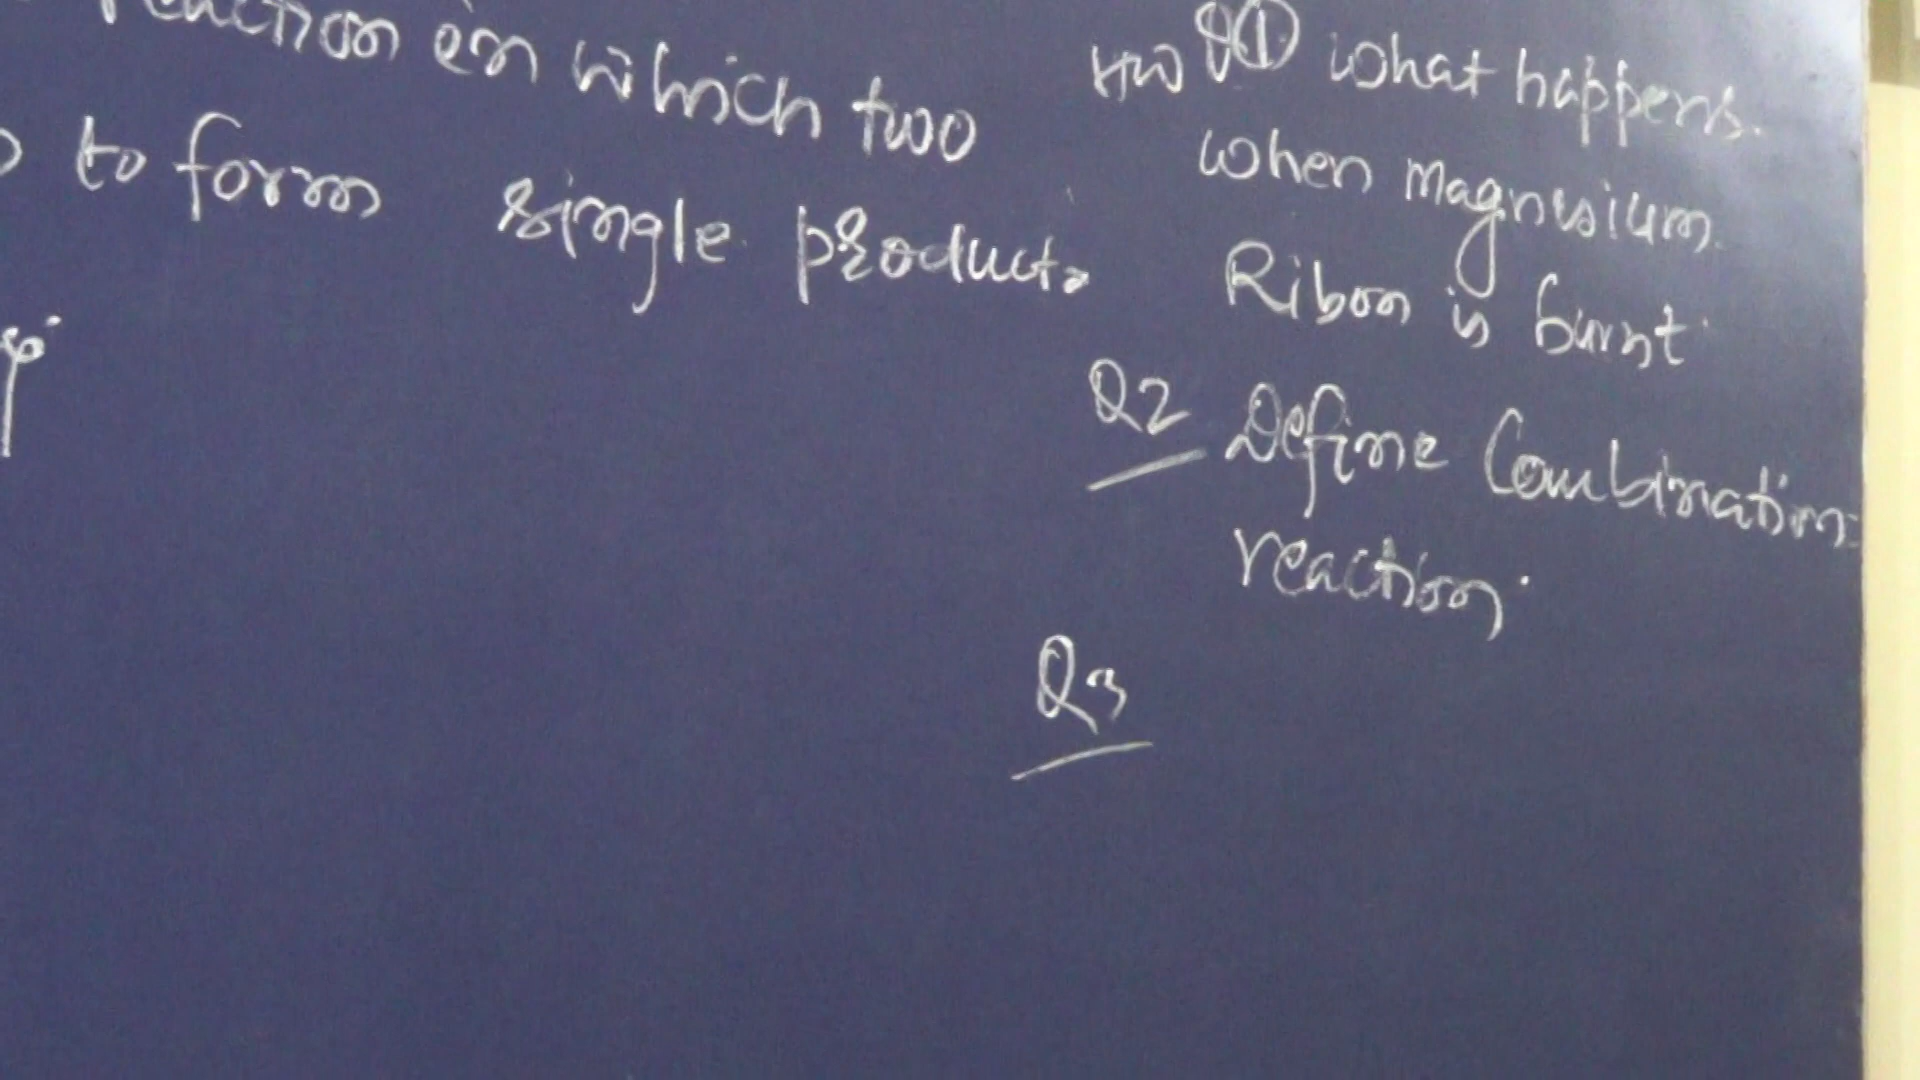 reaction in which two
to form single product.
HW Q① What happens.
when Magnesium.
Ribon is burnt.
Q2 Define Combination
reaction.
Q3